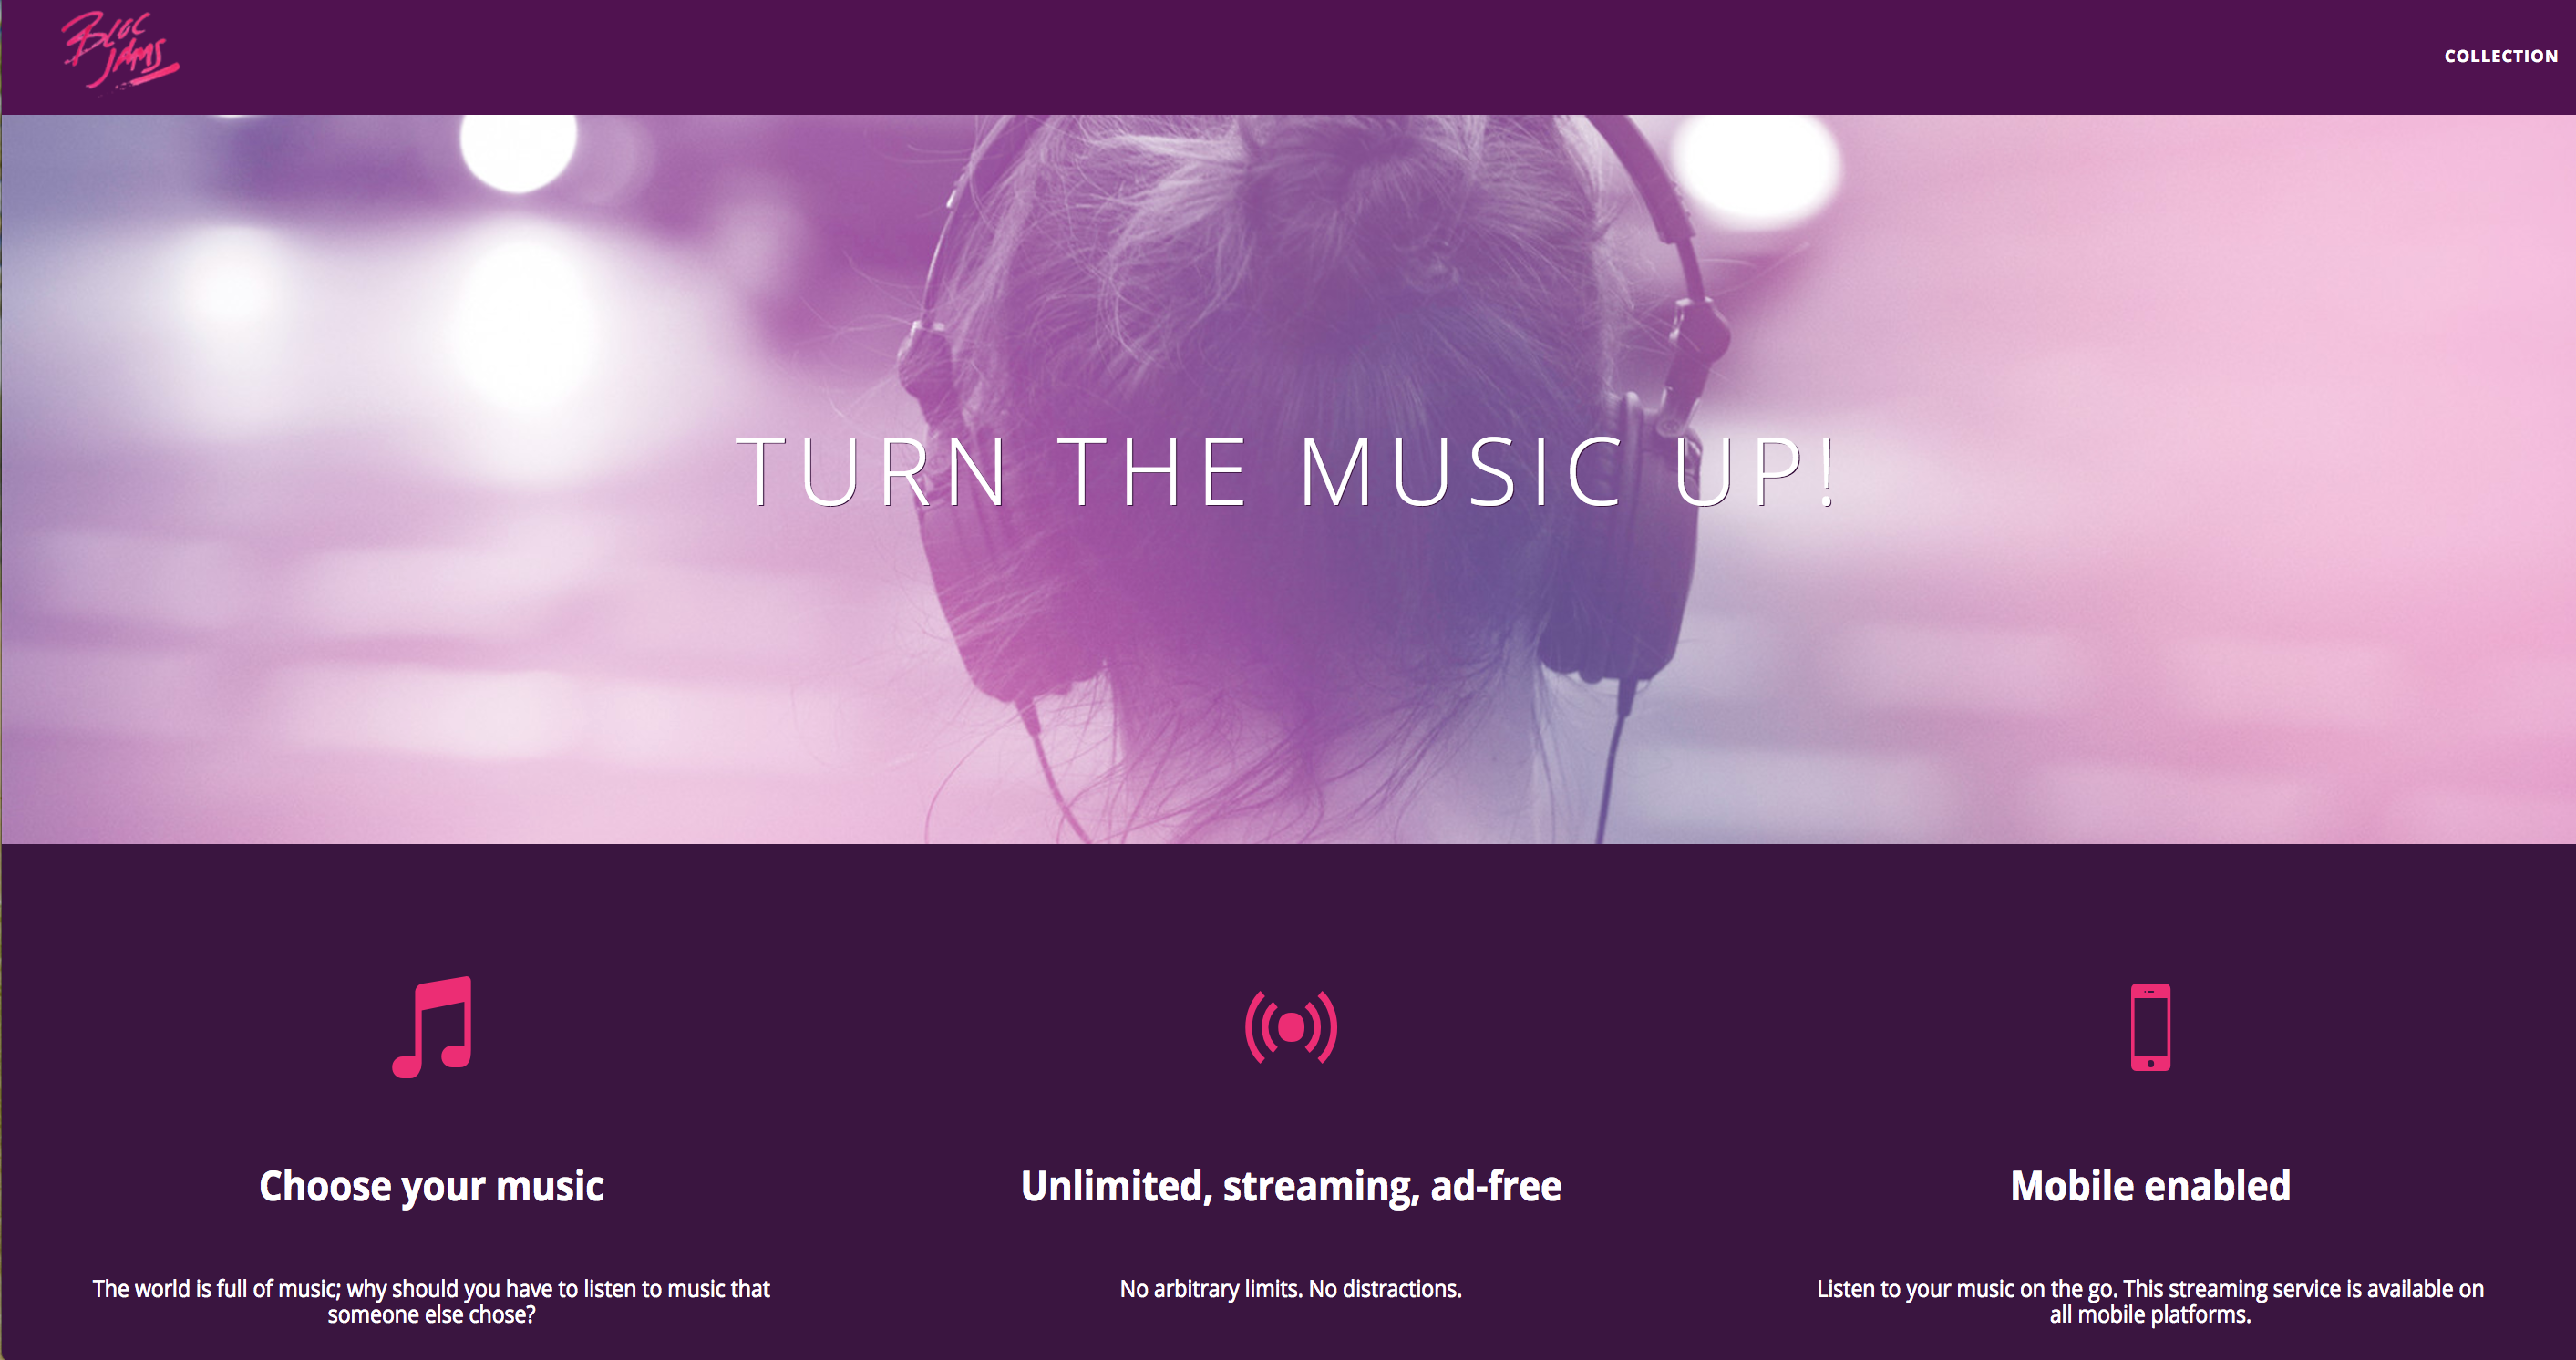 BLOC
JAMS
COLLECTION
TURN THE MUSIC UP!
Choose your music
Unlimited, streaming, ad-free
Mobile enabled
The world is full of music; why should you have to listen to music that
someone else chose?
No arbitrary limits. No distractions.
Listen to your music on the go. This streaming service is available on
all mobile platforms.